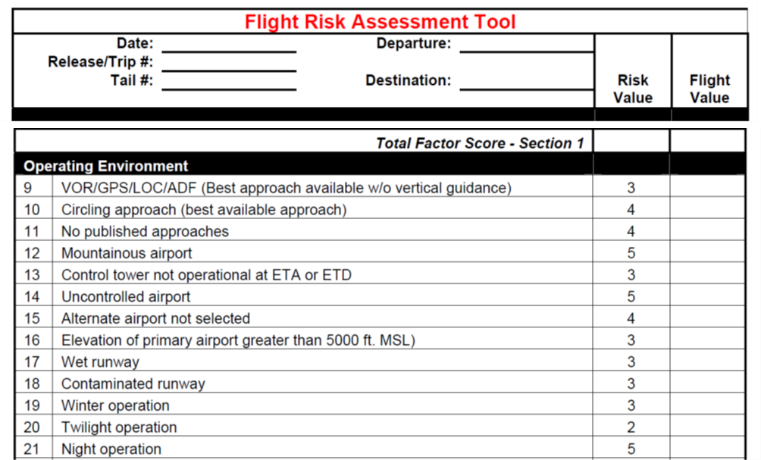 Flight Risk Assessment Tool
Date: Departure:
Release/Trip #:
Tail #: Destination: Risk Value Flight Value
Total Factor Score - Section 1
Operating Environment
9 VOR/GPS/LOC/ADF (Best approach available w/o vertical guidance) 3
10 Circling approach (best available approach) 4
11 No published approaches 4
12 Mountainous airport 5
13 Control tower not operational at ETA or ETD 3
14 Uncontrolled airport 5
15 Alternate airport not selected 4
16 Elevation of primary airport greater than 5000 ft. MSL) 3
17 Wet runway 3
18 Contaminated runway 3
19 Winter operation 3
20 Twilight operation 2
21 Night operation 5